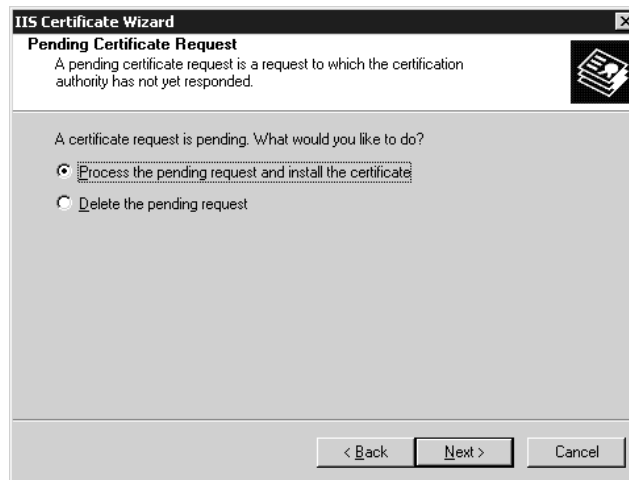 IIS Certificate Wizard
Pending Certificate Request
A pending certificate request is a request to which the certification
authority has not yet responded.
A certificate request is pending. What would you like to do?
Process the pending request and install the certificate
Delete the pending request
< Back Next > Cancel